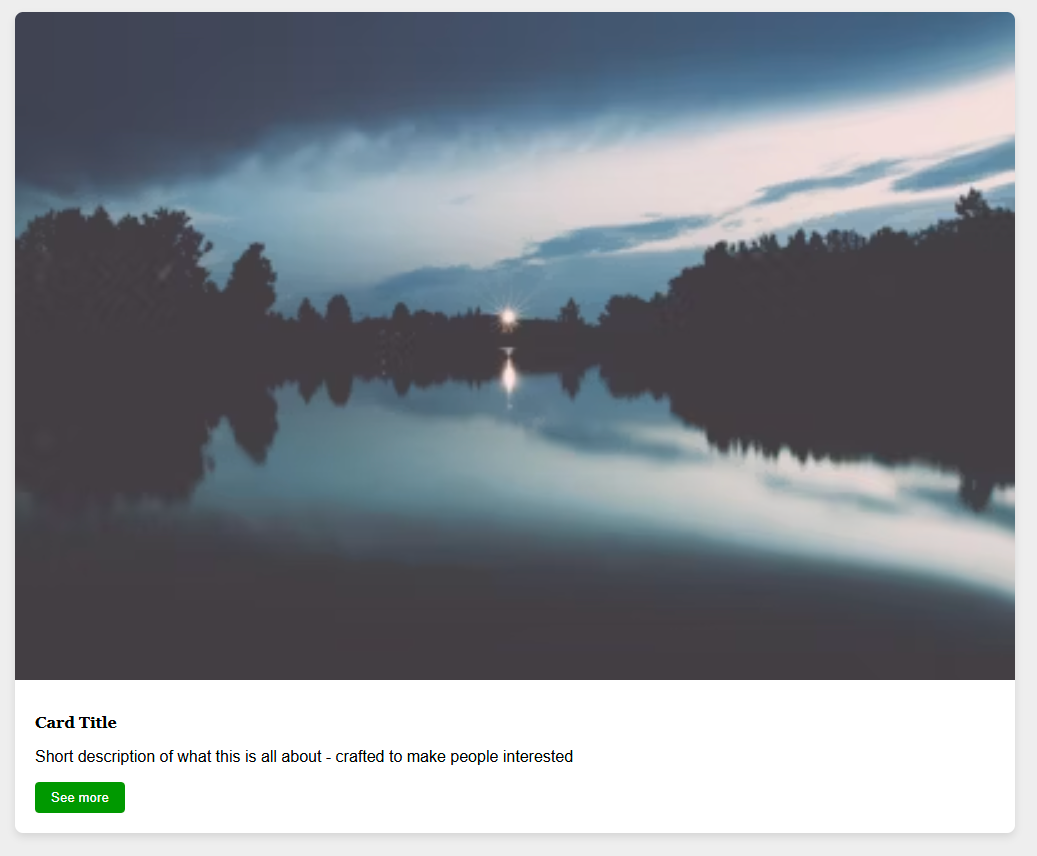 Card Title
Short description of what this is all about - crafted to make people interested
See more